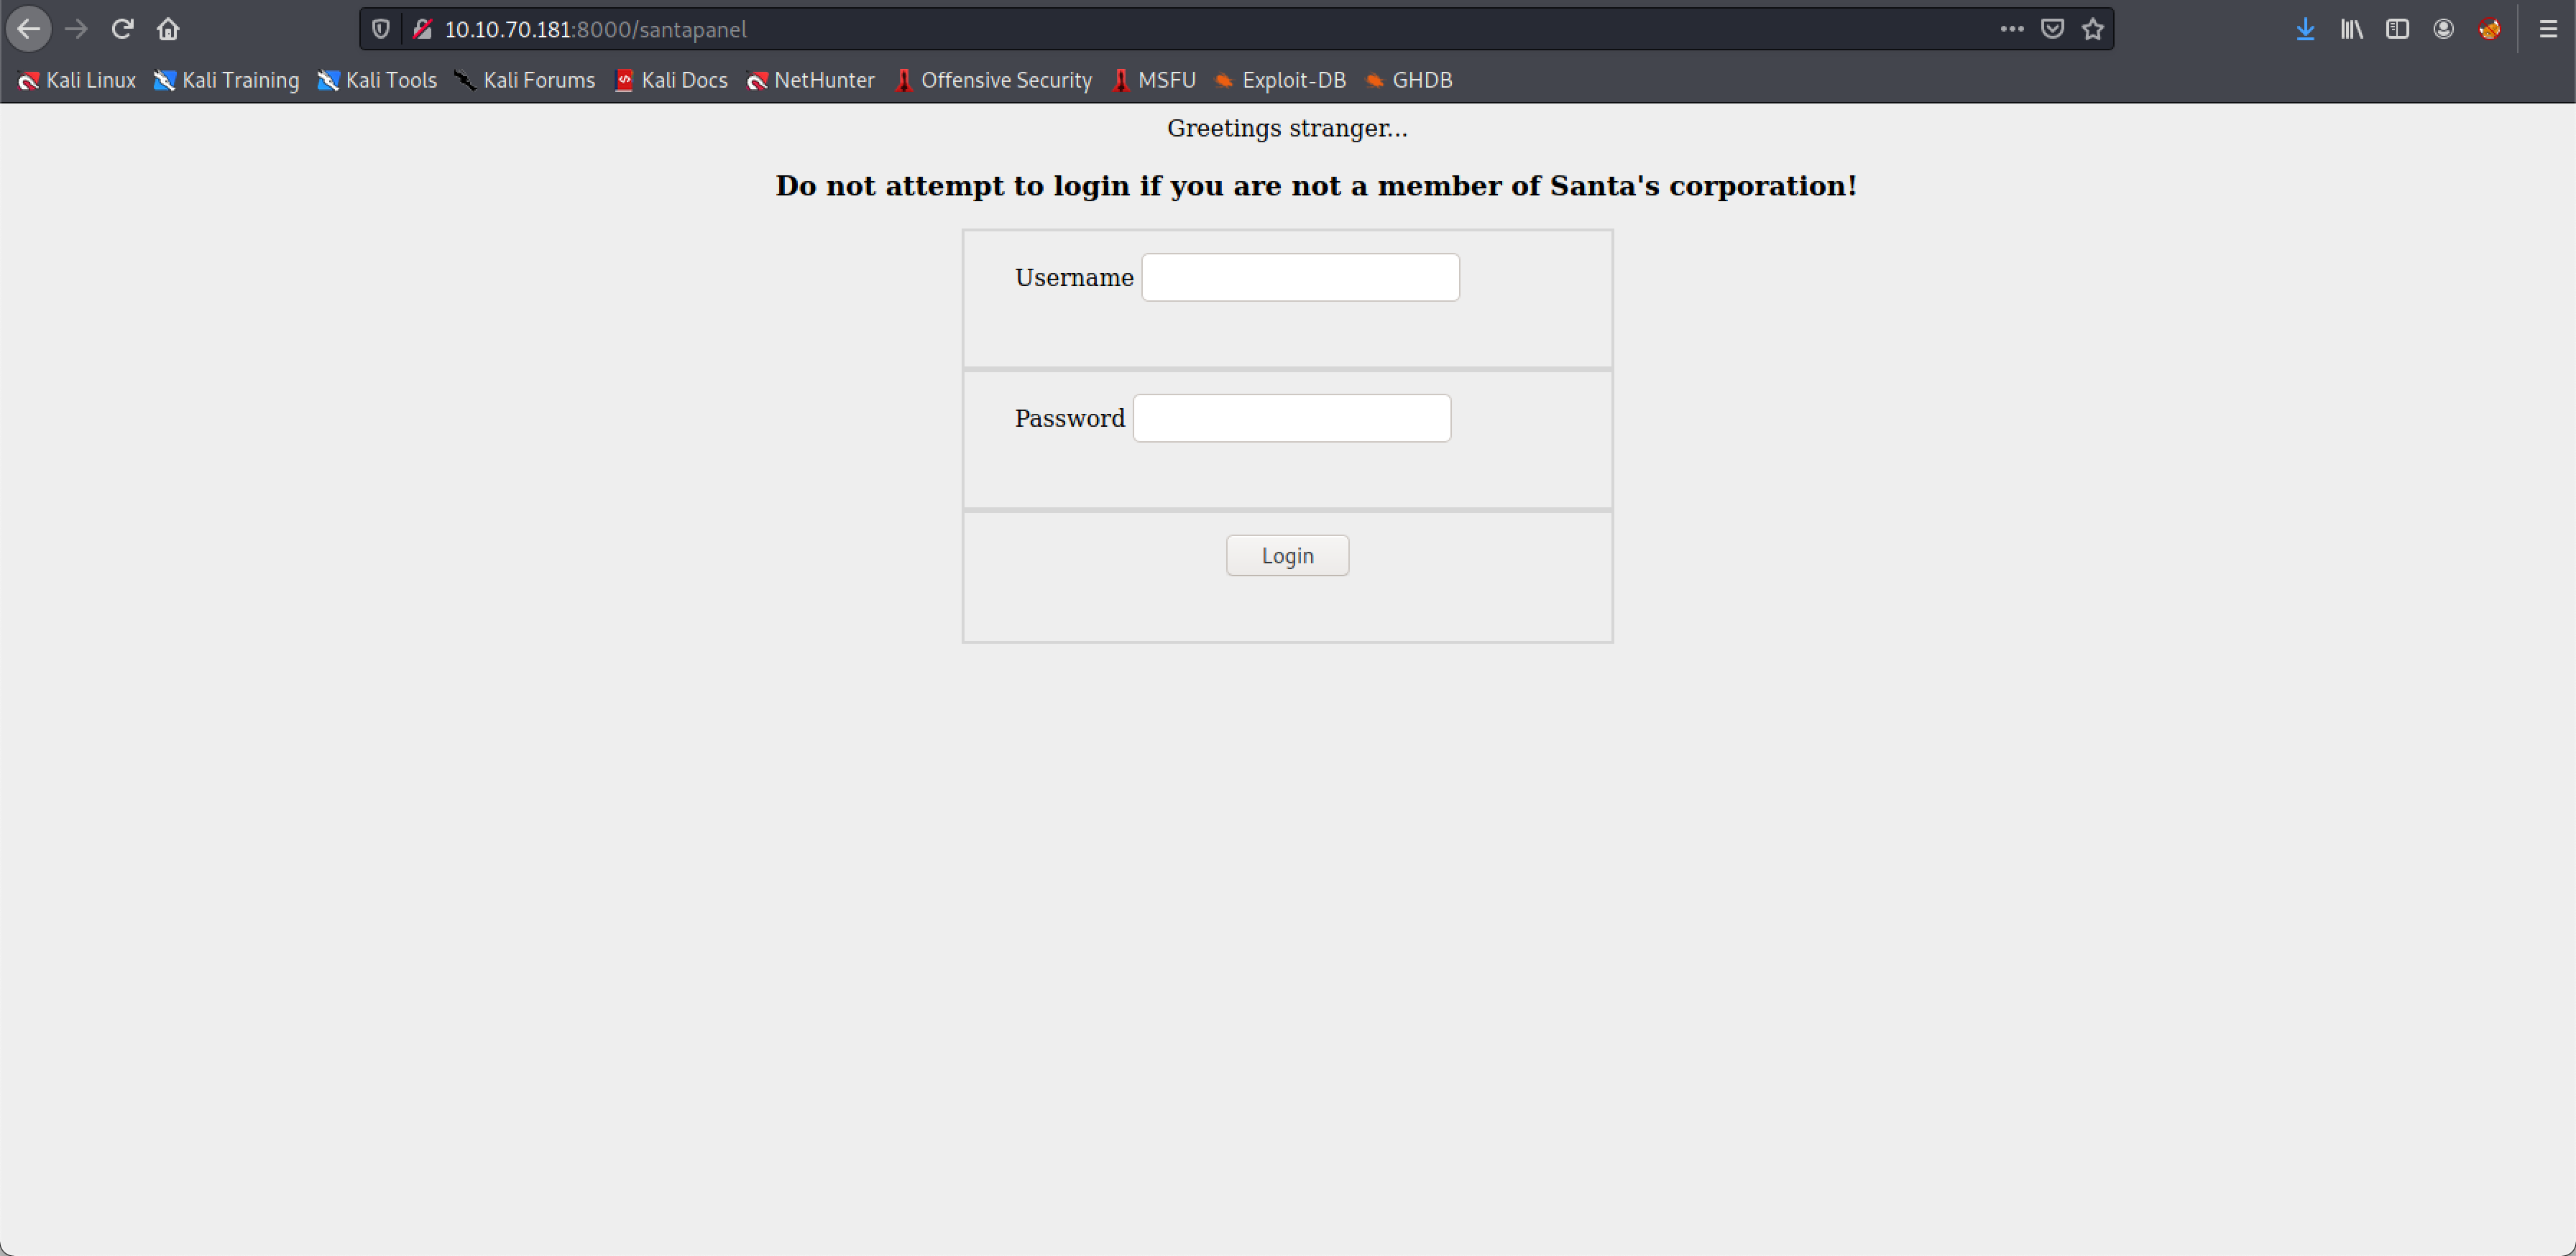 10.10.70.181:8000/santapanel
Kali Linux Kali Training Kali Tools Kali Forums Kali Docs NetHunter Offensive Security MSFU Exploit-DB GHDB
Greetings stranger...
Do not attempt to login if you are not a member of Santa's corporation!
Username
Password
Login